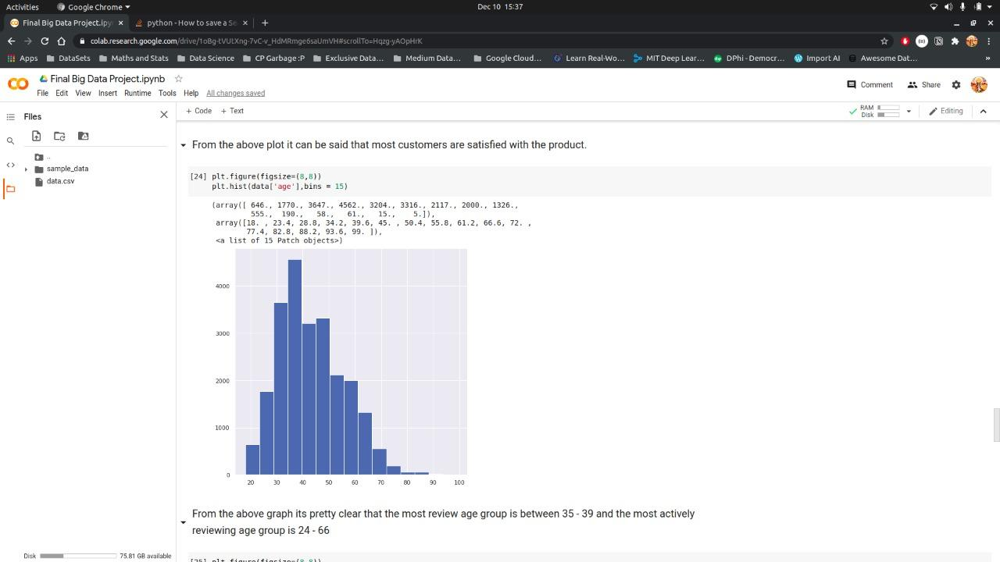 Activities Google Chrome Dec 10 15:37
Final Big Data Project.ipy python - How to save a Se
colab.research.google.com/drive/1oBg-tVUtXng-7vC-v_HdMRmge6saUmVH#scrollTo=Hqzg-yAOpHrK
Apps DataSets Maths and Stats Data Science CP Garbage :P Exclusive Data... Medium Data... Google Cloud... Learn Real-Wo... MIT Deep Lear... DPhi - Democr... Import AI Awesome Dat... »
Final Big Data Project.ipynb
File Edit View Insert Runtime Tools Help All changes saved
Comment Share
Files
+ Code + Text
RAM
Disk
Editing
..
sample_data
data.csv
From the above plot it can be said that most customers are satisfied with the product.
[24] plt.figure(figsize=(8,8))
plt.hist(data['age'],bins = 15)
(array([ 646., 1770., 3647., 4562., 3204., 3316., 2117., 2000., 1326.,
555., 190., 58., 61., 15., 5.]),
array([18. , 23.4, 28.8, 34.2, 39.6, 45. , 50.4, 55.8, 61.2, 66.6, 72. ,
77.4, 82.8, 88.2, 93.6, 99. ]),
<a list of 15 Patch objects>)
4000
3000
2000
1000
0
20 30 40 50 60 70 80 90 100
From the above graph its pretty clear that the most review age group is between 35 - 39 and the most actively
reviewing age group is 24 - 66
[25] plt.figure(figsize=(8,8))
Disk 75.81 GB available